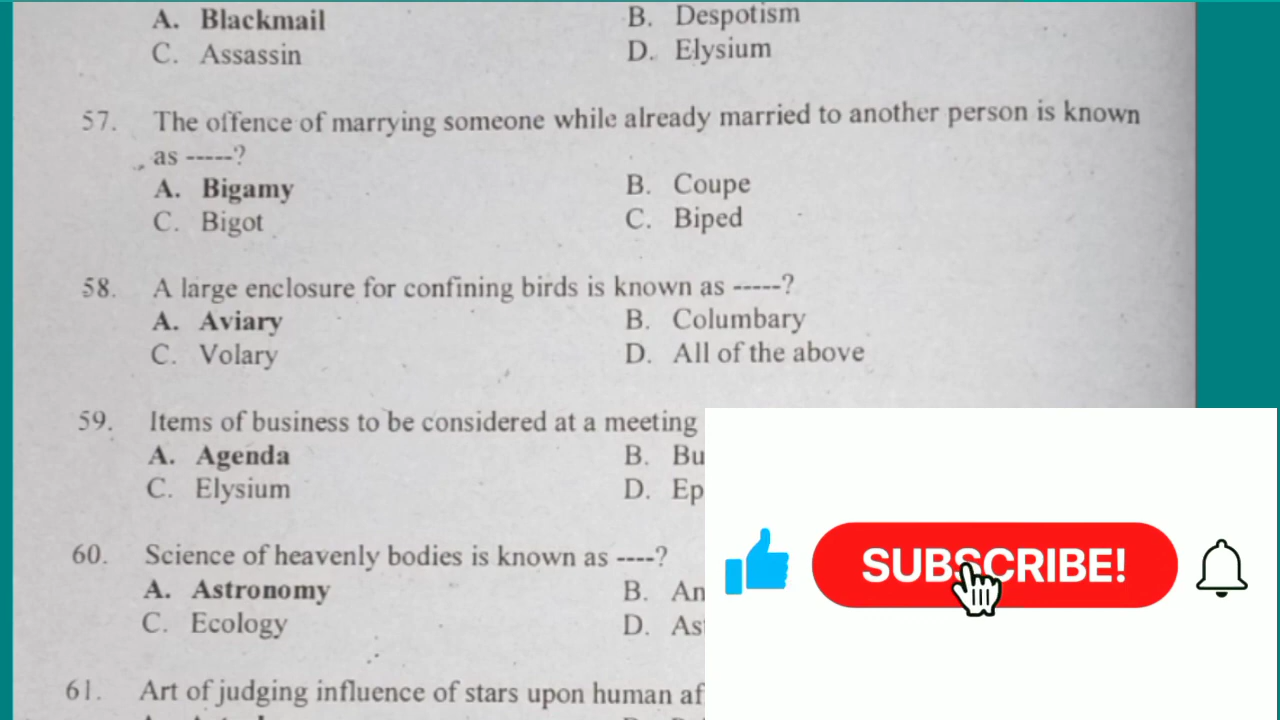 A. Blackmail B. Despotism
C. Assassin D. Elysium
57. The offence of marrying someone while already married to another person is known
as -----?
A. Bigamy B. Coupe
C. Bigot C. Biped
58. A large enclosure for confining birds is known as -----?
A. Aviary B. Columbary
C. Volary D. All of the above
59. Items of business to be considered at a meeting
A. Agenda B. Bu
C. Elysium D. Ep
60. Science of heavenly bodies is known as ----?
A. Astronomy B. An
C. Ecology D. As
61. Art of judging influence of stars upon human af
SUBSCRIBE!